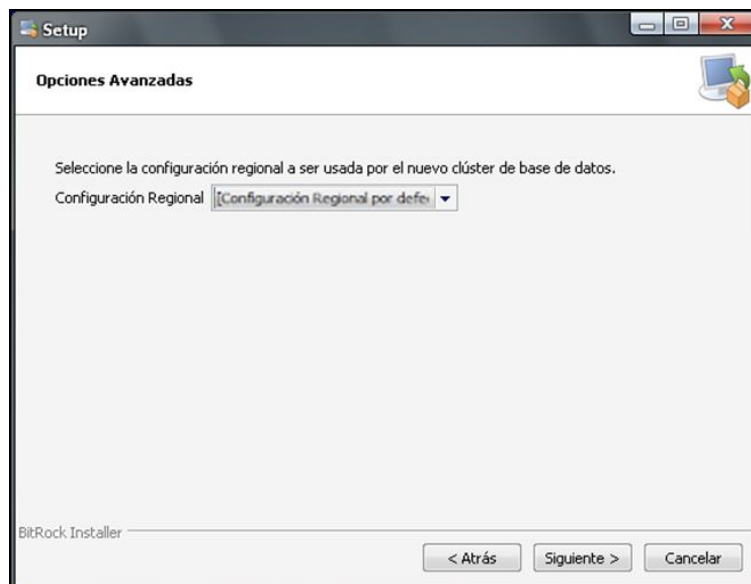 Setup
Opciones Avanzadas
Seleccione la configuración regional a ser usada por el nuevo clúster de base de datos.
Configuración Regional [Configuración Regional por defe
BitRock Installer
< Atrás Siguiente > Cancelar